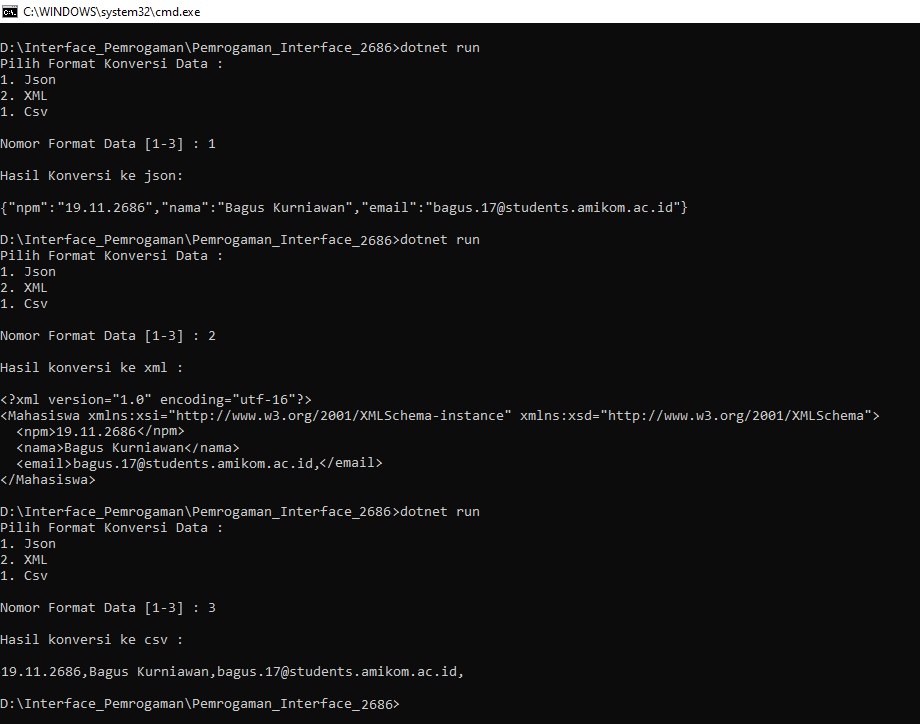 C:\WINDOWS\system32\cmd.exe
D:\Interface_Pemrogaman\Pemrogaman_Interface_2686>dotnet run
Pilih Format Konversi Data :
1. Json
2. XML
1. Csv
Nomor Format Data [1-3] : 1
Hasil Konversi ke json:
{"npm":"19.11.2686","nama":"Bagus Kurniawan","email":"bagus.17@students.amikom.ac.id"}
D:\Interface_Pemrogaman\Pemrogaman_Interface_2686>dotnet run
Pilih Format Konversi Data :
1. Json
2. XML
1. Csv
Nomor Format Data [1-3] : 2
Hasil konversi ke xml :
<?xml version="1.0" encoding="utf-16"?>
<Mahasiswa xmlns:xsi="http://www.w3.org/2001/XMLSchema-instance" xmlns:xsd="http://www.w3.org/2001/XMLSchema">
  <npm>19.11.2686</npm>
  <nama>Bagus Kurniawan</nama>
  <email>bagus.17@students.amikom.ac.id,</email>
</Mahasiswa>
D:\Interface_Pemrogaman\Pemrogaman_Interface_2686>dotnet run
Pilih Format Konversi Data :
1. Json
2. XML
1. Csv
Nomor Format Data [1-3] : 3
Hasil konversi ke csv :
19.11.2686,Bagus Kurniawan,bagus.17@students.amikom.ac.id,
D:\Interface_Pemrogaman\Pemrogaman_Interface_2686>